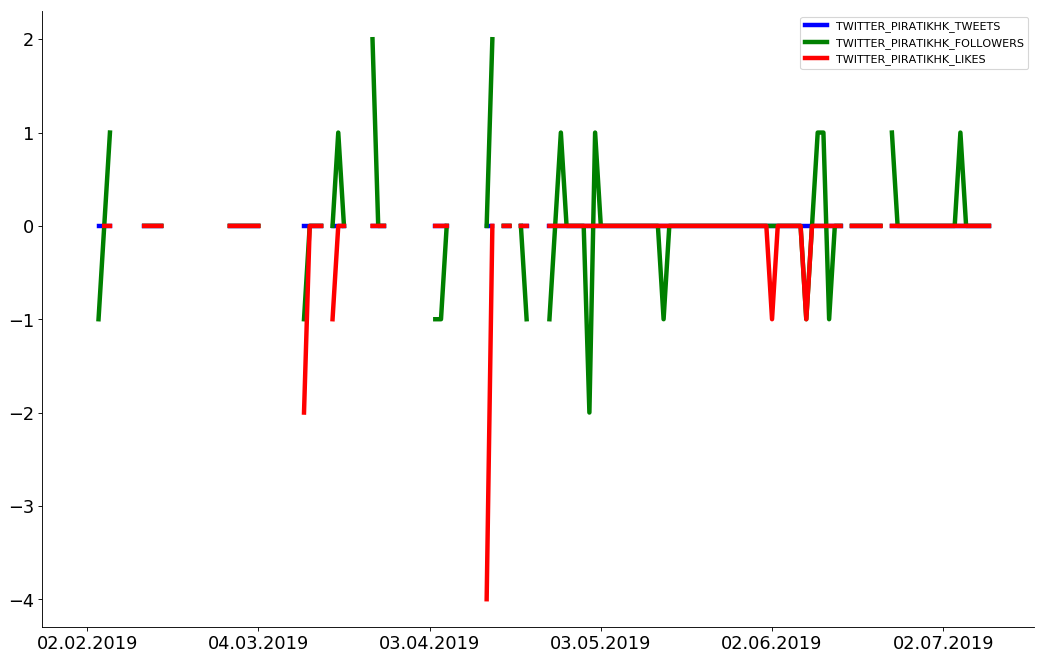 TWITTER_PIRATIKHK_TWEETS
TWITTER_PIRATIKHK_FOLLOWERS
TWITTER_PIRATIKHK_LIKES
2
1
0
−1
−2
−3
−4
02.02.2019 04.03.2019 03.04.2019 03.05.2019 02.06.2019 02.07.2019